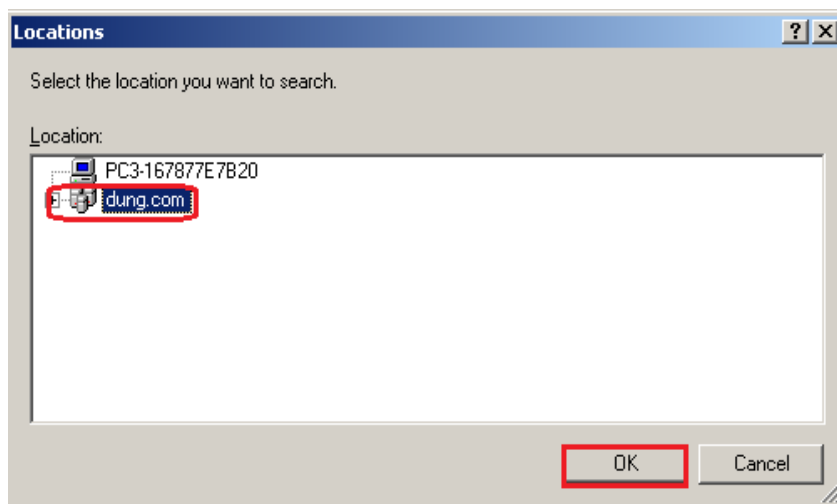 Locations
Select the location you want to search.
Location:
PC3-167877E7B20
dung.com
OK Cancel